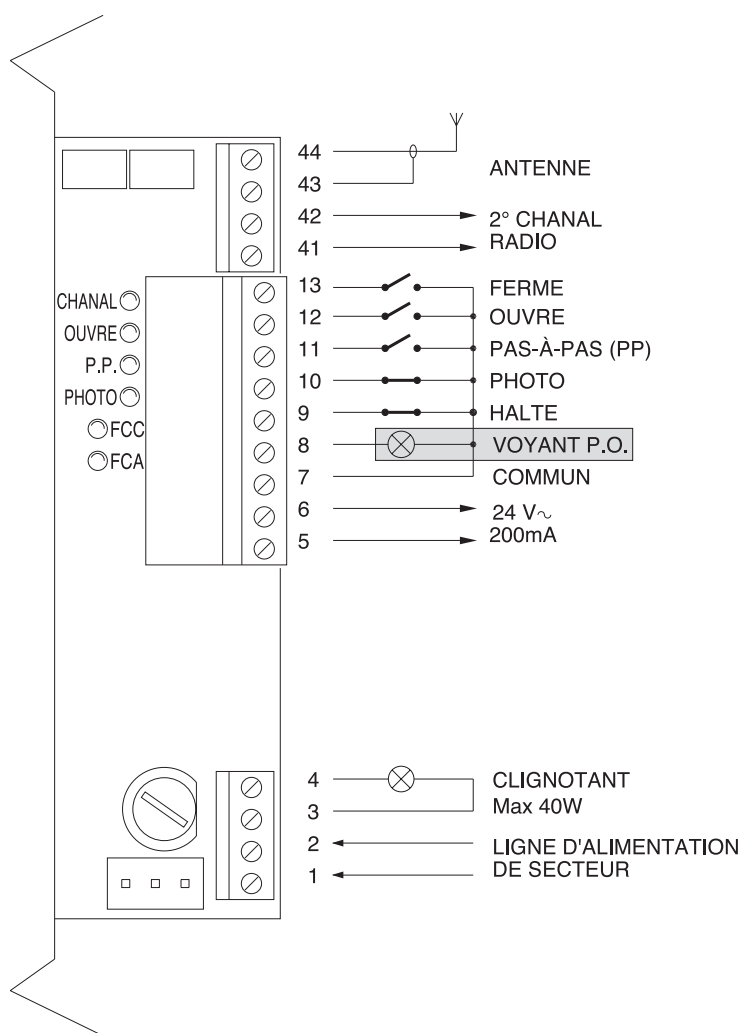 44
43
ANTENNE
42
41
2° CHANAL
RADIO
CHANAL
OUVRE
P.P.
PHOTO
FCC
FCA
13 FERME
12 OUVRE
11 PAS-À-PAS (PP)
10 PHOTO
9 HALTE
8 VOYANT P.O.
7 COMMUN
6
5
24 V~
200mA
4
3
CLIGNOTANT
Max 40W
2
1
LIGNE D'ALIMENTATION
DE SECTEUR